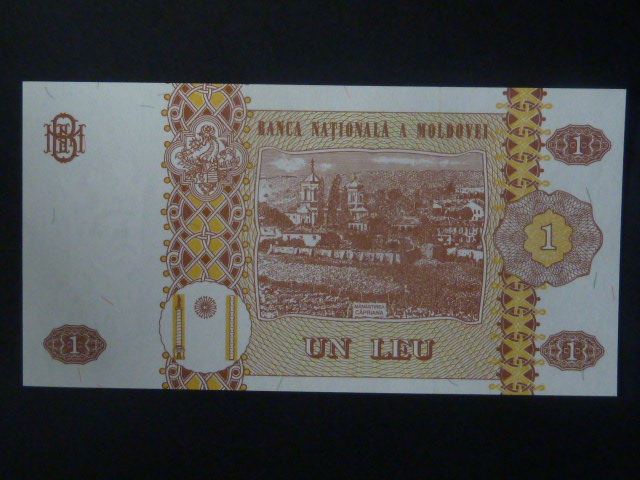 BANCA NAȚIONALĂ A MOLDOVEI
1
1
MĂNĂSTIREA
CĂPRIANA
1
UN LEU
1